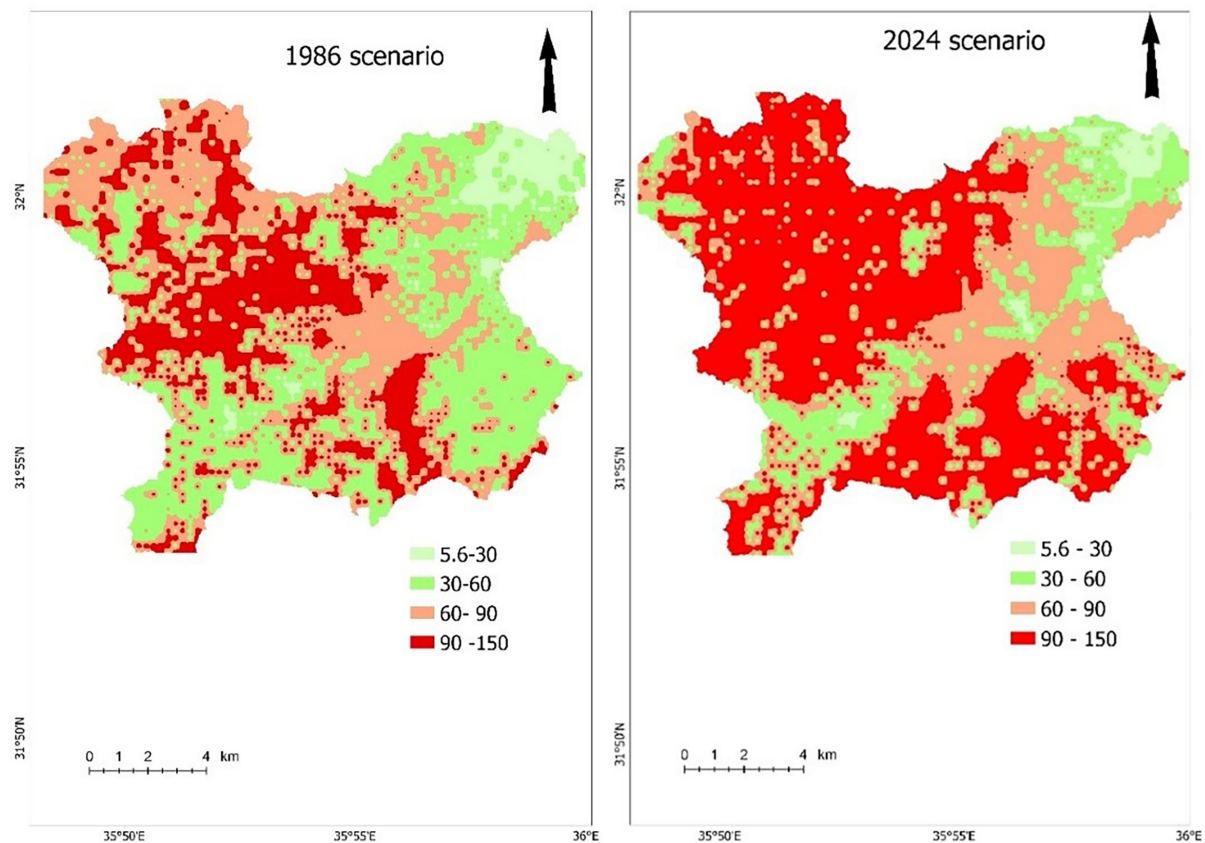 1986 scenario
32°N
31°55'N
31°50'N
5.6-30
30-60
60- 90
90 -150
0 1 2 4 km
35°50'E 35°55'E 36°E
2024 scenario
32°N
31°55'N
31°50'N
5.6 - 30
30 - 60
60 - 90
90 - 150
0 1 2 4 km
35°50'E 35°55'E 36°E